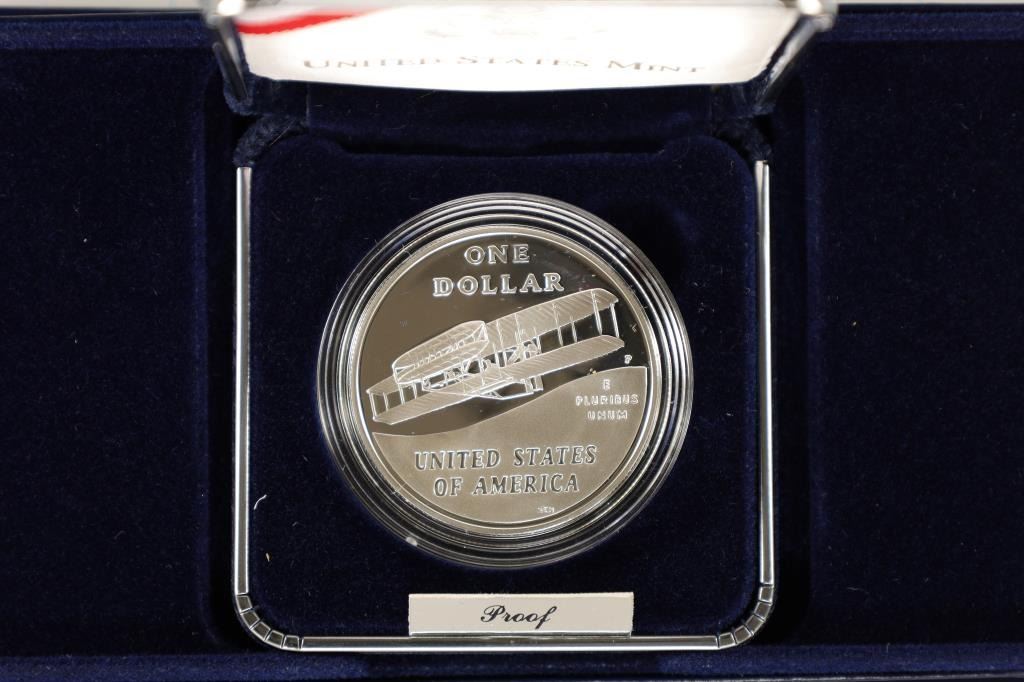 UNITED STATES MINT
ONE
DOLLAR
P
E
PLURIBUS
UNUM
UNITED STATES
OF AMERICA
Proof